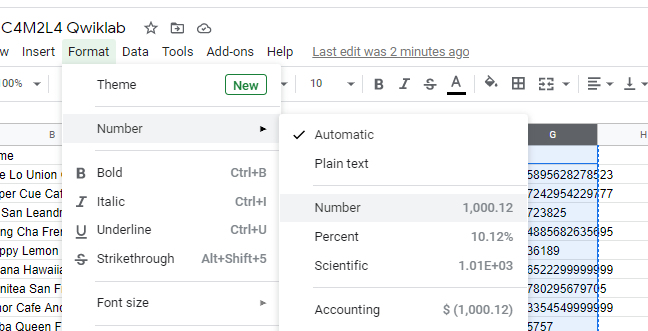 C4M2L4 Qwiklab
w Insert Format Data Tools Add-ons Help Last edit was 2 minutes ago
00% 10 B I S A
Theme New
Number
Bold Ctrl+B
Italic Ctrl+I
Underline Ctrl+U
Strikethrough Alt+Shift+5
Font size
Automatic
Plain text
Number 1,000.12
Percent 10.12%
Scientific 1.01E+03
Accounting $ (1,000.12)
B G H
me
e Lo Union 5895628278523
per Cue Caf 7242954229777
San Leandr 723825
ng Cha Fren 4885682635695
ppy Lemon 36189
ana Hawaiia 6522299999999
nitea San F 780295679705
nor Cafe And 3354549999999
ba Queen F 5757